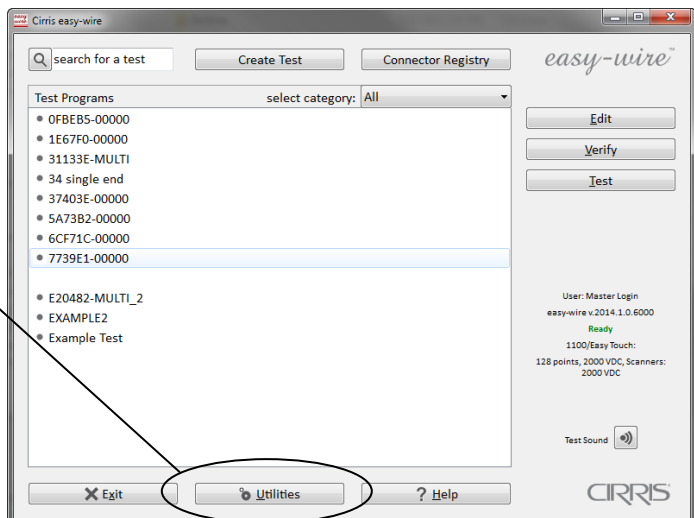 Cirris easy-wire
search for a test
Create Test
Connector Registry
easy-wire™
Test Programs
select category: All
0FBEB5-00000
1E67F0-00000
31133E-MULTI
34 single end
37403E-00000
5A73B2-00000
6CF71C-00000
7739E1-00000
E20482-MULTI_2
EXAMPLE2
Example Test
Edit
Verify
Test
User: Master Login
easy-wire v.2014.1.0.6000
Ready
1100/Easy Touch:
128 points, 2000 VDC, Scanners:
2000 VDC
Test Sound
Exit
Utilities
? Help
CIRRIS